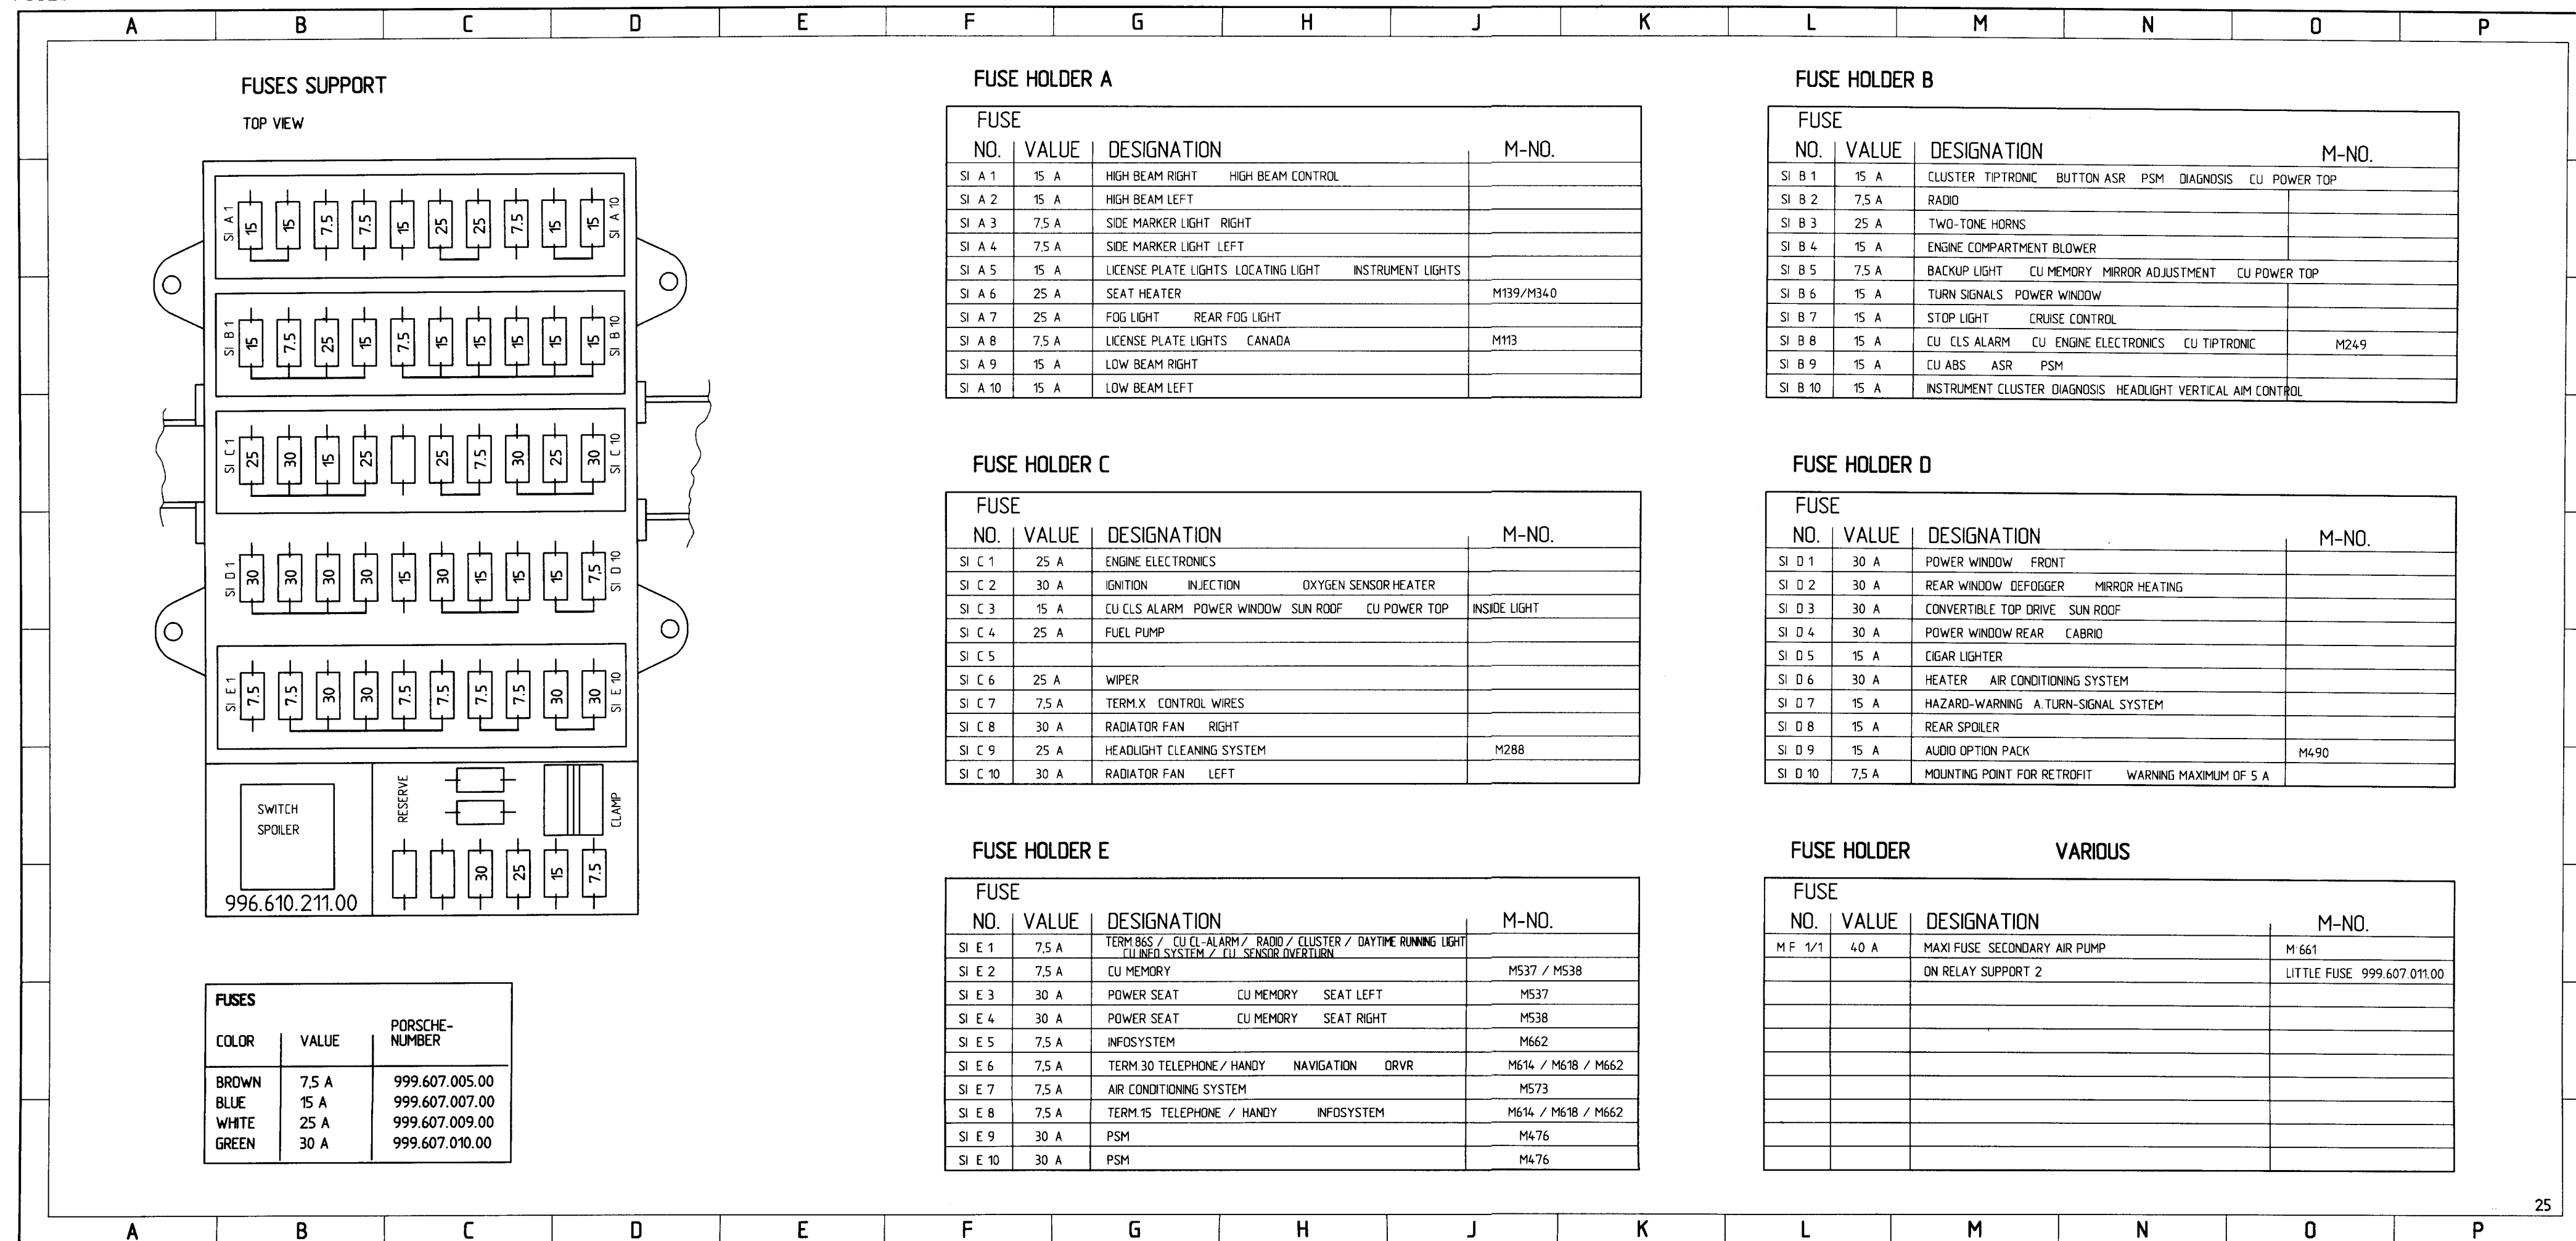 A B C D E F G H J K L M N O P
FUSES SUPPORT
TOP VIEW
SI A 1 15 15 7.5 7.5 15 25 25 7.5 15 15 SI A 10
SI B 1 15 7.5 25 15 7.5 15 15 15 15 15 SI B 10
SI C 1 25 30 15 25 25 7.5 30 25 30 SI C 10
SI D 1 30 30 30 30 15 30 15 15 15 7,5 SI D 10
SI E 1 7.5 7.5 30 30 7.5 7.5 7.5 7.5 30 30 SI E 10
SWITCH
SPOILER
996.610.211.00
RESERVE
CLAMP
30 25 15 7.5
FUSES
COLOR VALUE PORSCHE-
NUMBER
BROWN 7,5 A 999.607.005.00
BLUE 15 A 999.607.007.00
WHITE 25 A 999.607.009.00
GREEN 30 A 999.607.010.00
FUSE HOLDER A
FUSE
NO. VALUE DESIGNATION M-NO.
SI A 1 15 A HIGH BEAM RIGHT HIGH BEAM CONTROL
SI A 2 15 A HIGH BEAM LEFT
SI A 3 7,5 A SIDE MARKER LIGHT RIGHT
SI A 4 7,5 A SIDE MARKER LIGHT LEFT
SI A 5 15 A LICENSE PLATE LIGHTS LOCATING LIGHT INSTRUMENT LIGHTS
SI A 6 25 A SEAT HEATER M139/M340
SI A 7 25 A FOG LIGHT REAR FOG LIGHT
SI A 8 7,5 A LICENSE PLATE LIGHTS CANADA M113
SI A 9 15 A LOW BEAM RIGHT
SI A 10 15 A LOW BEAM LEFT
FUSE HOLDER B
FUSE
NO. VALUE DESIGNATION M-NO.
SI B 1 15 A CLUSTER TIPTRONIC BUTTON ASR PSM DIAGNOSIS CU POWER TOP
SI B 2 7,5 A RADIO
SI B 3 25 A TWO-TONE HORNS
SI B 4 15 A ENGINE COMPARTMENT BLOWER
SI B 5 7,5 A BACKUP LIGHT CU MEMORY MIRROR ADJUSTMENT CU POWER TOP
SI B 6 15 A TURN SIGNALS POWER WINDOW
SI B 7 15 A STOP LIGHT CRUISE CONTROL
SI B 8 15 A CU CLS ALARM CU ENGINE ELECTRONICS CU TIPTRONIC M249
SI B 9 15 A CU ABS ASR PSM
SI B 10 15 A INSTRUMENT CLUSTER DIAGNOSIS HEADLIGHT VERTICAL AIM CONTROL
FUSE HOLDER C
FUSE
NO. VALUE DESIGNATION M-NO.
SI C 1 25 A ENGINE ELECTRONICS
SI C 2 30 A IGNITION INJECTION OXYGEN SENSOR HEATER
SI C 3 15 A CU CLS ALARM POWER WINDOW SUN ROOF CU POWER TOP INSIDE LIGHT
SI C 4 25 A FUEL PUMP
SI C 5
SI C 6 25 A WIPER
SI C 7 7,5 A TERM.X CONTROL WIRES
SI C 8 30 A RADIATOR FAN RIGHT
SI C 9 25 A HEADLIGHT CLEANING SYSTEM M288
SI C 10 30 A RADIATOR FAN LEFT
FUSE HOLDER D
FUSE
NO. VALUE DESIGNATION M-NO.
SI D 1 30 A POWER WINDOW FRONT
SI D 2 30 A REAR WINDOW DEFOGGER MIRROR HEATING
SI D 3 30 A CONVERTIBLE TOP DRIVE SUN ROOF
SI D 4 30 A POWER WINDOW REAR CABRIO
SI D 5 15 A CIGAR LIGHTER
SI D 6 30 A HEATER AIR CONDITIONING SYSTEM
SI D 7 15 A HAZARD-WARNING A.TURN-SIGNAL SYSTEM
SI D 8 15 A REAR SPOILER
SI D 9 15 A AUDIO OPTION PACK M490
SI D 10 7,5 A MOUNTING POINT FOR RETROFIT WARNING MAXIMUM OF 5 A
FUSE HOLDER E
FUSE
NO. VALUE DESIGNATION M-NO.
SI E 1 7,5 A TERM.86S / CU CL-ALARM / RADIO / CLUSTER / DAYTIME RUNNING LIGHT
CU INFO SYSTEM / CU SENSOR OVERTURN
SI E 2 7,5 A CU MEMORY M537 / M538
SI E 3 30 A POWER SEAT CU MEMORY SEAT LEFT M537
SI E 4 30 A POWER SEAT CU MEMORY SEAT RIGHT M538
SI E 5 7,5 A INFOSYSTEM M662
SI E 6 7,5 A TERM.30 TELEPHONE / HANDY NAVIGATION ORVR M614 / M618 / M662
SI E 7 7,5 A AIR CONDITIONING SYSTEM M573
SI E 8 7,5 A TERM.15 TELEPHONE / HANDY INFOSYSTEM M614 / M618 / M662
SI E 9 30 A PSM M476
SI E 10 30 A PSM M476
FUSE HOLDER VARIOUS
FUSE
NO. VALUE DESIGNATION M-NO.
MF 1/1 40 A MAXI FUSE SECONDARY AIR PUMP M 661
ON RELAY SUPPORT 2 LITTLE FUSE 999.607.011.00
25
A B C D E F G H J K L M N O P